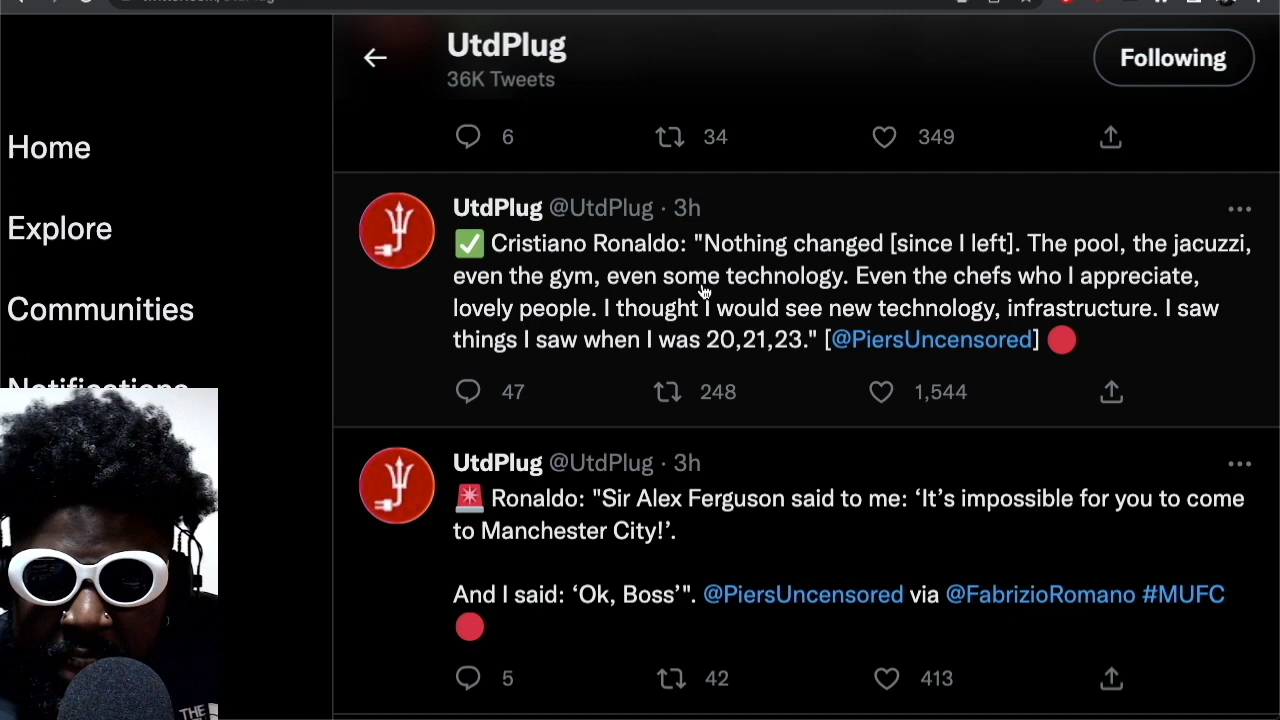 UtdPlug
36K Tweets
Following
Home
Explore
Communities
Notifications
6 34 349
UtdPlug @UtdPlug · 3h
✅ Cristiano Ronaldo: "Nothing changed [since I left]. The pool, the jacuzzi,
even the gym, even some technology. Even the chefs who I appreciate,
lovely people. I thought I would see new technology, infrastructure. I saw
things I saw when I was 20,21,23." [@PiersUncensored] 🔴
47 248 1,544
UtdPlug @UtdPlug · 3h
🚨 Ronaldo: "Sir Alex Ferguson said to me: ‘It’s impossible for you to come
to Manchester City!’.
And I said: ‘Ok, Boss’". @PiersUncensored via @FabrizioRomano #MUFC
🔴
5 42 413
THE